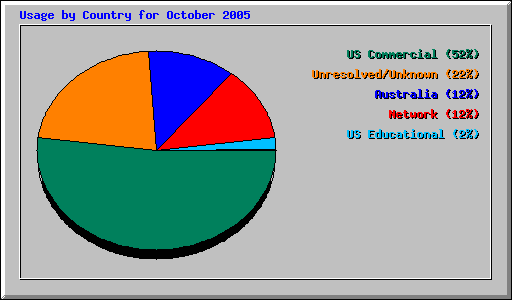 Usage by Country for October 2005
US Commercial (52%)
Unresolved/Unknown (22%)
Australia (12%)
Network (12%)
US Educational (2%)